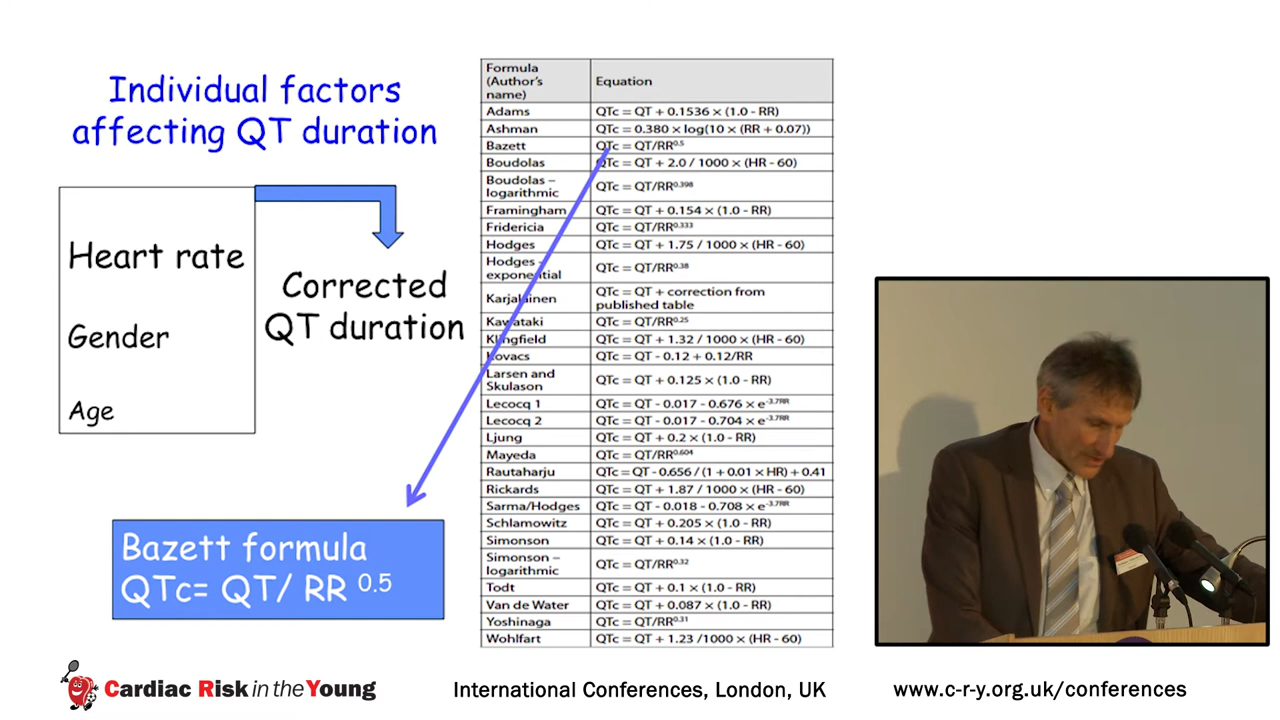 Individual factors
affecting QT duration
Heart rate
Gender
Age
Corrected
QT duration
Bazett formula
QTc= QT/ RR 0.5
Formula (Author's name) Equation
Adams QTc = QT + 0.1536 × (1.0 - RR)
Ashman QTc = 0.380 × log(10 × (RR + 0.07))
Bazett QTc = QT/RR0.5
Boudolas QTc = QT + 2.0 / 1000 × (HR - 60)
Boudolas – logarithmic QTc = QT/RR0.398
Framingham QTc = QT + 0.154 × (1.0 - RR)
Fridericia QTc = QT/RR0.333
Hodges QTc = QT + 1.75 / 1000 × (HR - 60)
Hodges – exponential QTc = QT/RR0.38
Karjalainen QTc = QT + correction from published table
Kawataki QTc = QT/RR0.25
Klingfield QTc = QT + 1.32 / 1000 × (HR - 60)
Kovacs QTc = QT - 0.12 + 0.12/RR
Larsen and Skulason QTc = QT + 0.125 × (1.0 - RR)
Lecocq 1 QTc = QT - 0.017 - 0.676 × e-3.7RR
Lecocq 2 QTc = QT - 0.017 - 0.704 × e-3.7RR
Ljung QTc = QT + 0.2 × (1.0 - RR)
Mayeda QTc = QT/RR0.604
Rautaharju QTc = QT - 0.656 / (1 + 0.01 × HR) + 0.41
Rickards QTc = QT + 1.87 / 1000 × (HR - 60)
Sarma/Hodges QTc = QT - 0.018 - 0.708 × e-3.7RR
Schlamowitz QTc = QT + 0.205 × (1.0 - RR)
Simonson QTc = QT + 0.14 × (1.0 - RR)
Simonson – logarithmic QTc = QT/RR0.32
Todt QTc = QT + 0.1 × (1.0 - RR)
Van de Water QTc = QT + 0.087 × (1.0 - RR)
Yoshinaga QTc = QT/RR0.31
Wohlfart QTc = QT + 1.23 /1000 × (HR - 60)
Cardiac Risk in the Young
International Conferences, London, UK
www.c-r-y.org.uk/conferences